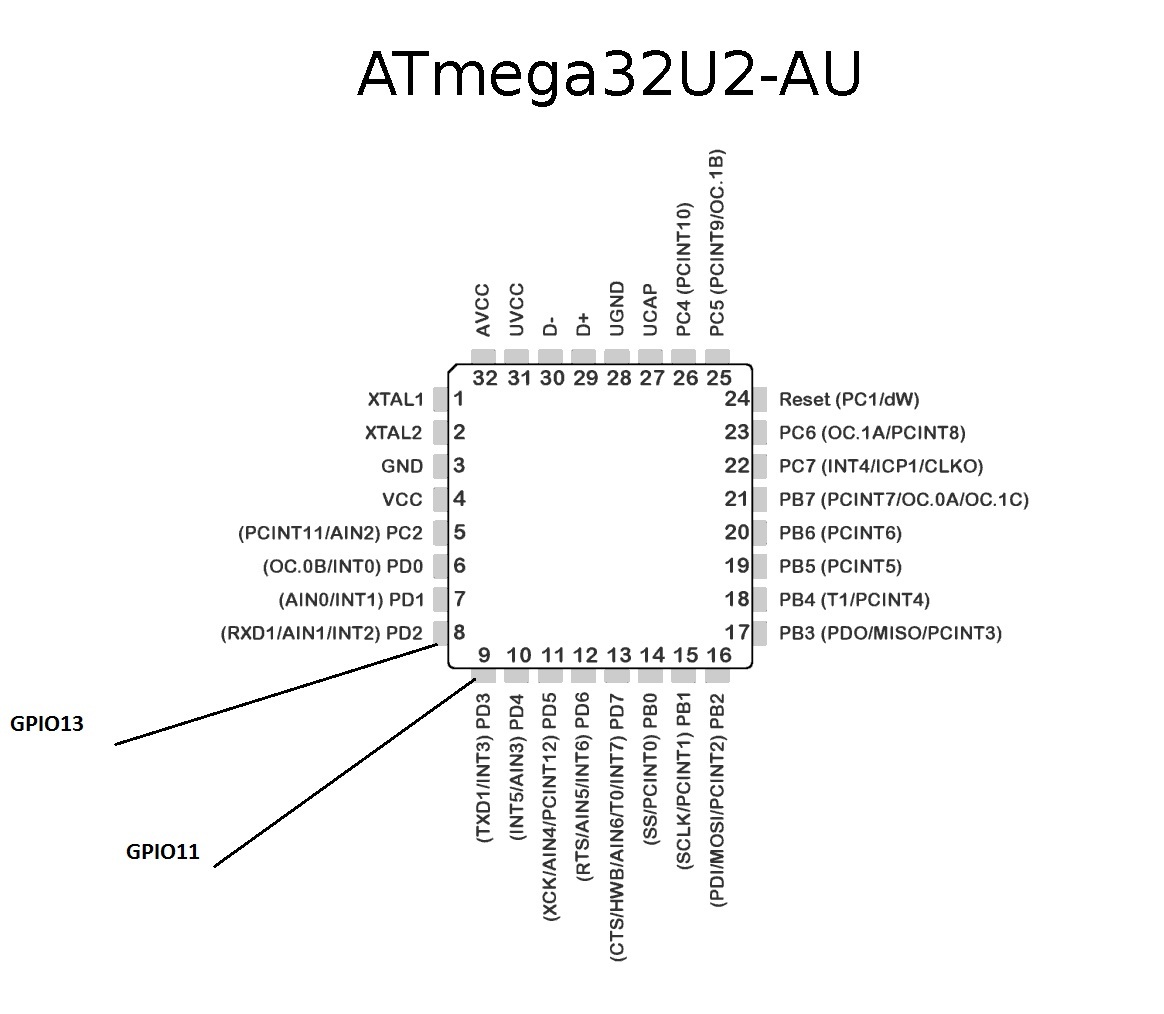 ATmega32U2-AU
AVCC
UVCC
D-
D+
UGND
UCAP
PC4 (PCINT10)
PC5 (PCINT9/OC.1B)
32 31 30 29 28 27 26 25
XTAL1 1
XTAL2 2
GND 3
VCC 4
(PCINT11/AIN2) PC2 5
(OC.0B/INT0) PD0 6
(AIN0/INT1) PD1 7
(RXD1/AIN1/INT2) PD2 8
24 Reset (PC1/dW)
23 PC6 (OC.1A/PCINT8)
22 PC7 (INT4/ICP1/CLKO)
21 PB7 (PCINT7/OC.0A/OC.1C)
20 PB6 (PCINT6)
19 PB5 (PCINT5)
18 PB4 (T1/PCINT4)
17 PB3 (PDO/MISO/PCINT3)
9 10 11 12 13 14 15 16
(TXD1/INT3) PD3
(INT5/AIN3) PD4
(XCK/AIN4/PCINT12) PD5
(RTS/AIN5/INT6) PD6
(CTS/HWB/AIN6/T0/INT7) PD7
(SS/PCINT0) PB0
(SCLK/PCINT1) PB1
(PDI/MOSI/PCINT2) PB2
GPIO13
GPIO11